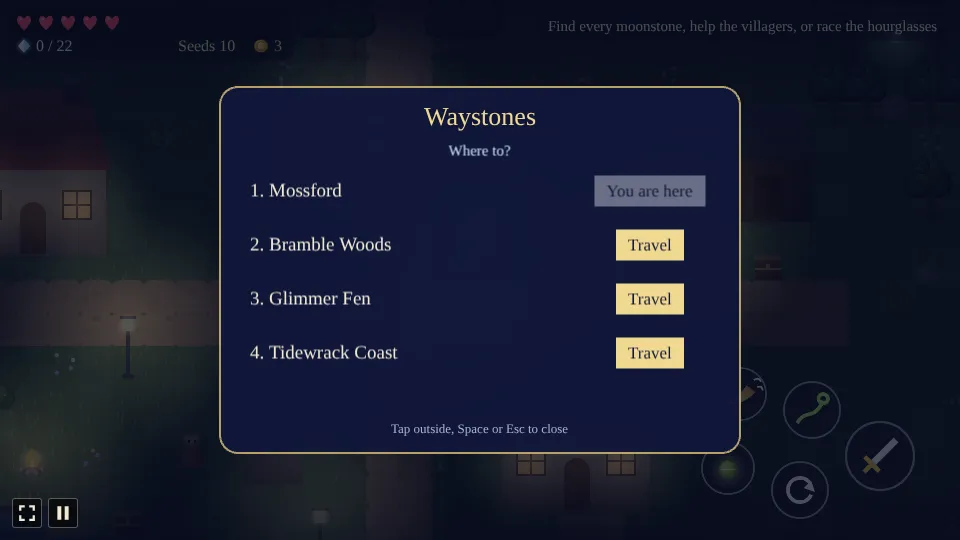 Find every moonstone, help the villagers, or race the hourglasses
0 / 22 Seeds 10 3
Waystones
Where to?
1. Mossford You are here
2. Bramble Woods Travel
3. Glimmer Fen Travel
4. Tidewrack Coast Travel
Tap outside, Space or Esc to close